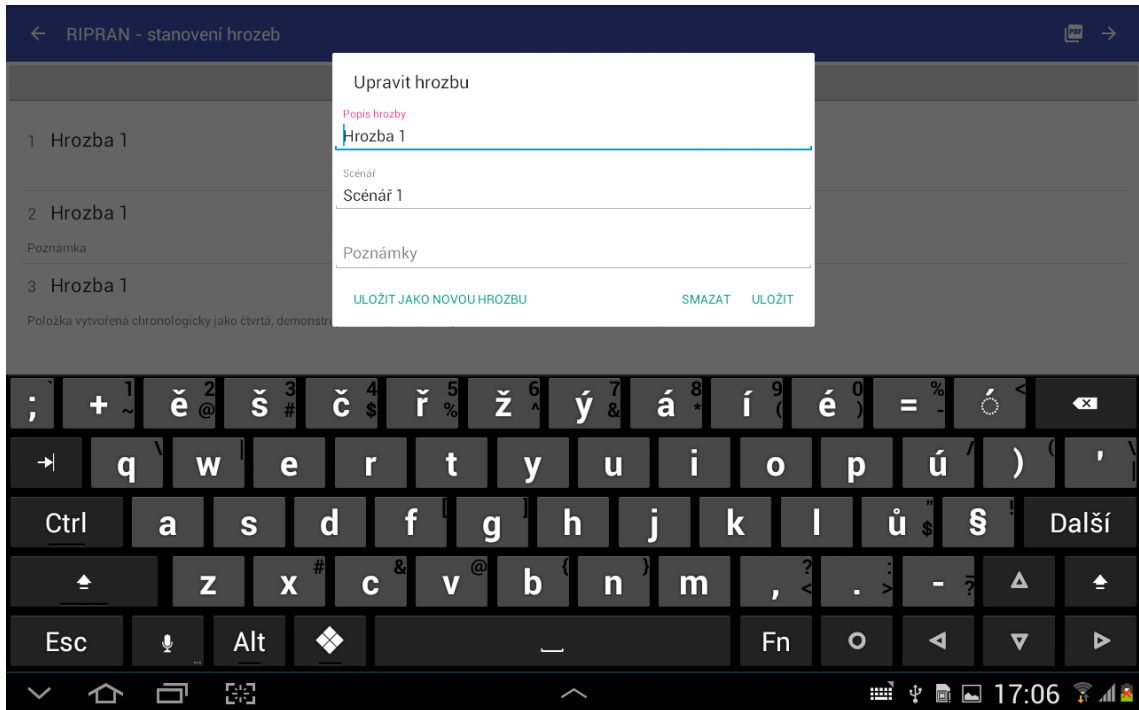 RIPRAN - stanovení hrozeb
PDF
Upravit hrozbu
Popis hrozby
Hrozba 1
Scénář
Scénář 1
Poznámky
ULOŽIT JAKO NOVOU HROZBU SMAZAT ULOŽIT
1 Hrozba 1
2 Hrozba 1
Poznámka
3 Hrozba 1
Položka vytvořená chronologicky jako čtvrtá,
; ` + 1 ~ ě 2 @ š 3 # č 4 $ ř 5 % ž 6 ^ ý 7 & á 8 * í 9 ( é 0 ) = % - ó <
q \ w | e r t y u i o p ú / ) ( ' \ |
Ctrl a s d f [ g ] h j k l ů " $ § ! Další
z x # c & v @ b { n } m , ? < . : > - _ ?
Esc Alt Fn
17:06